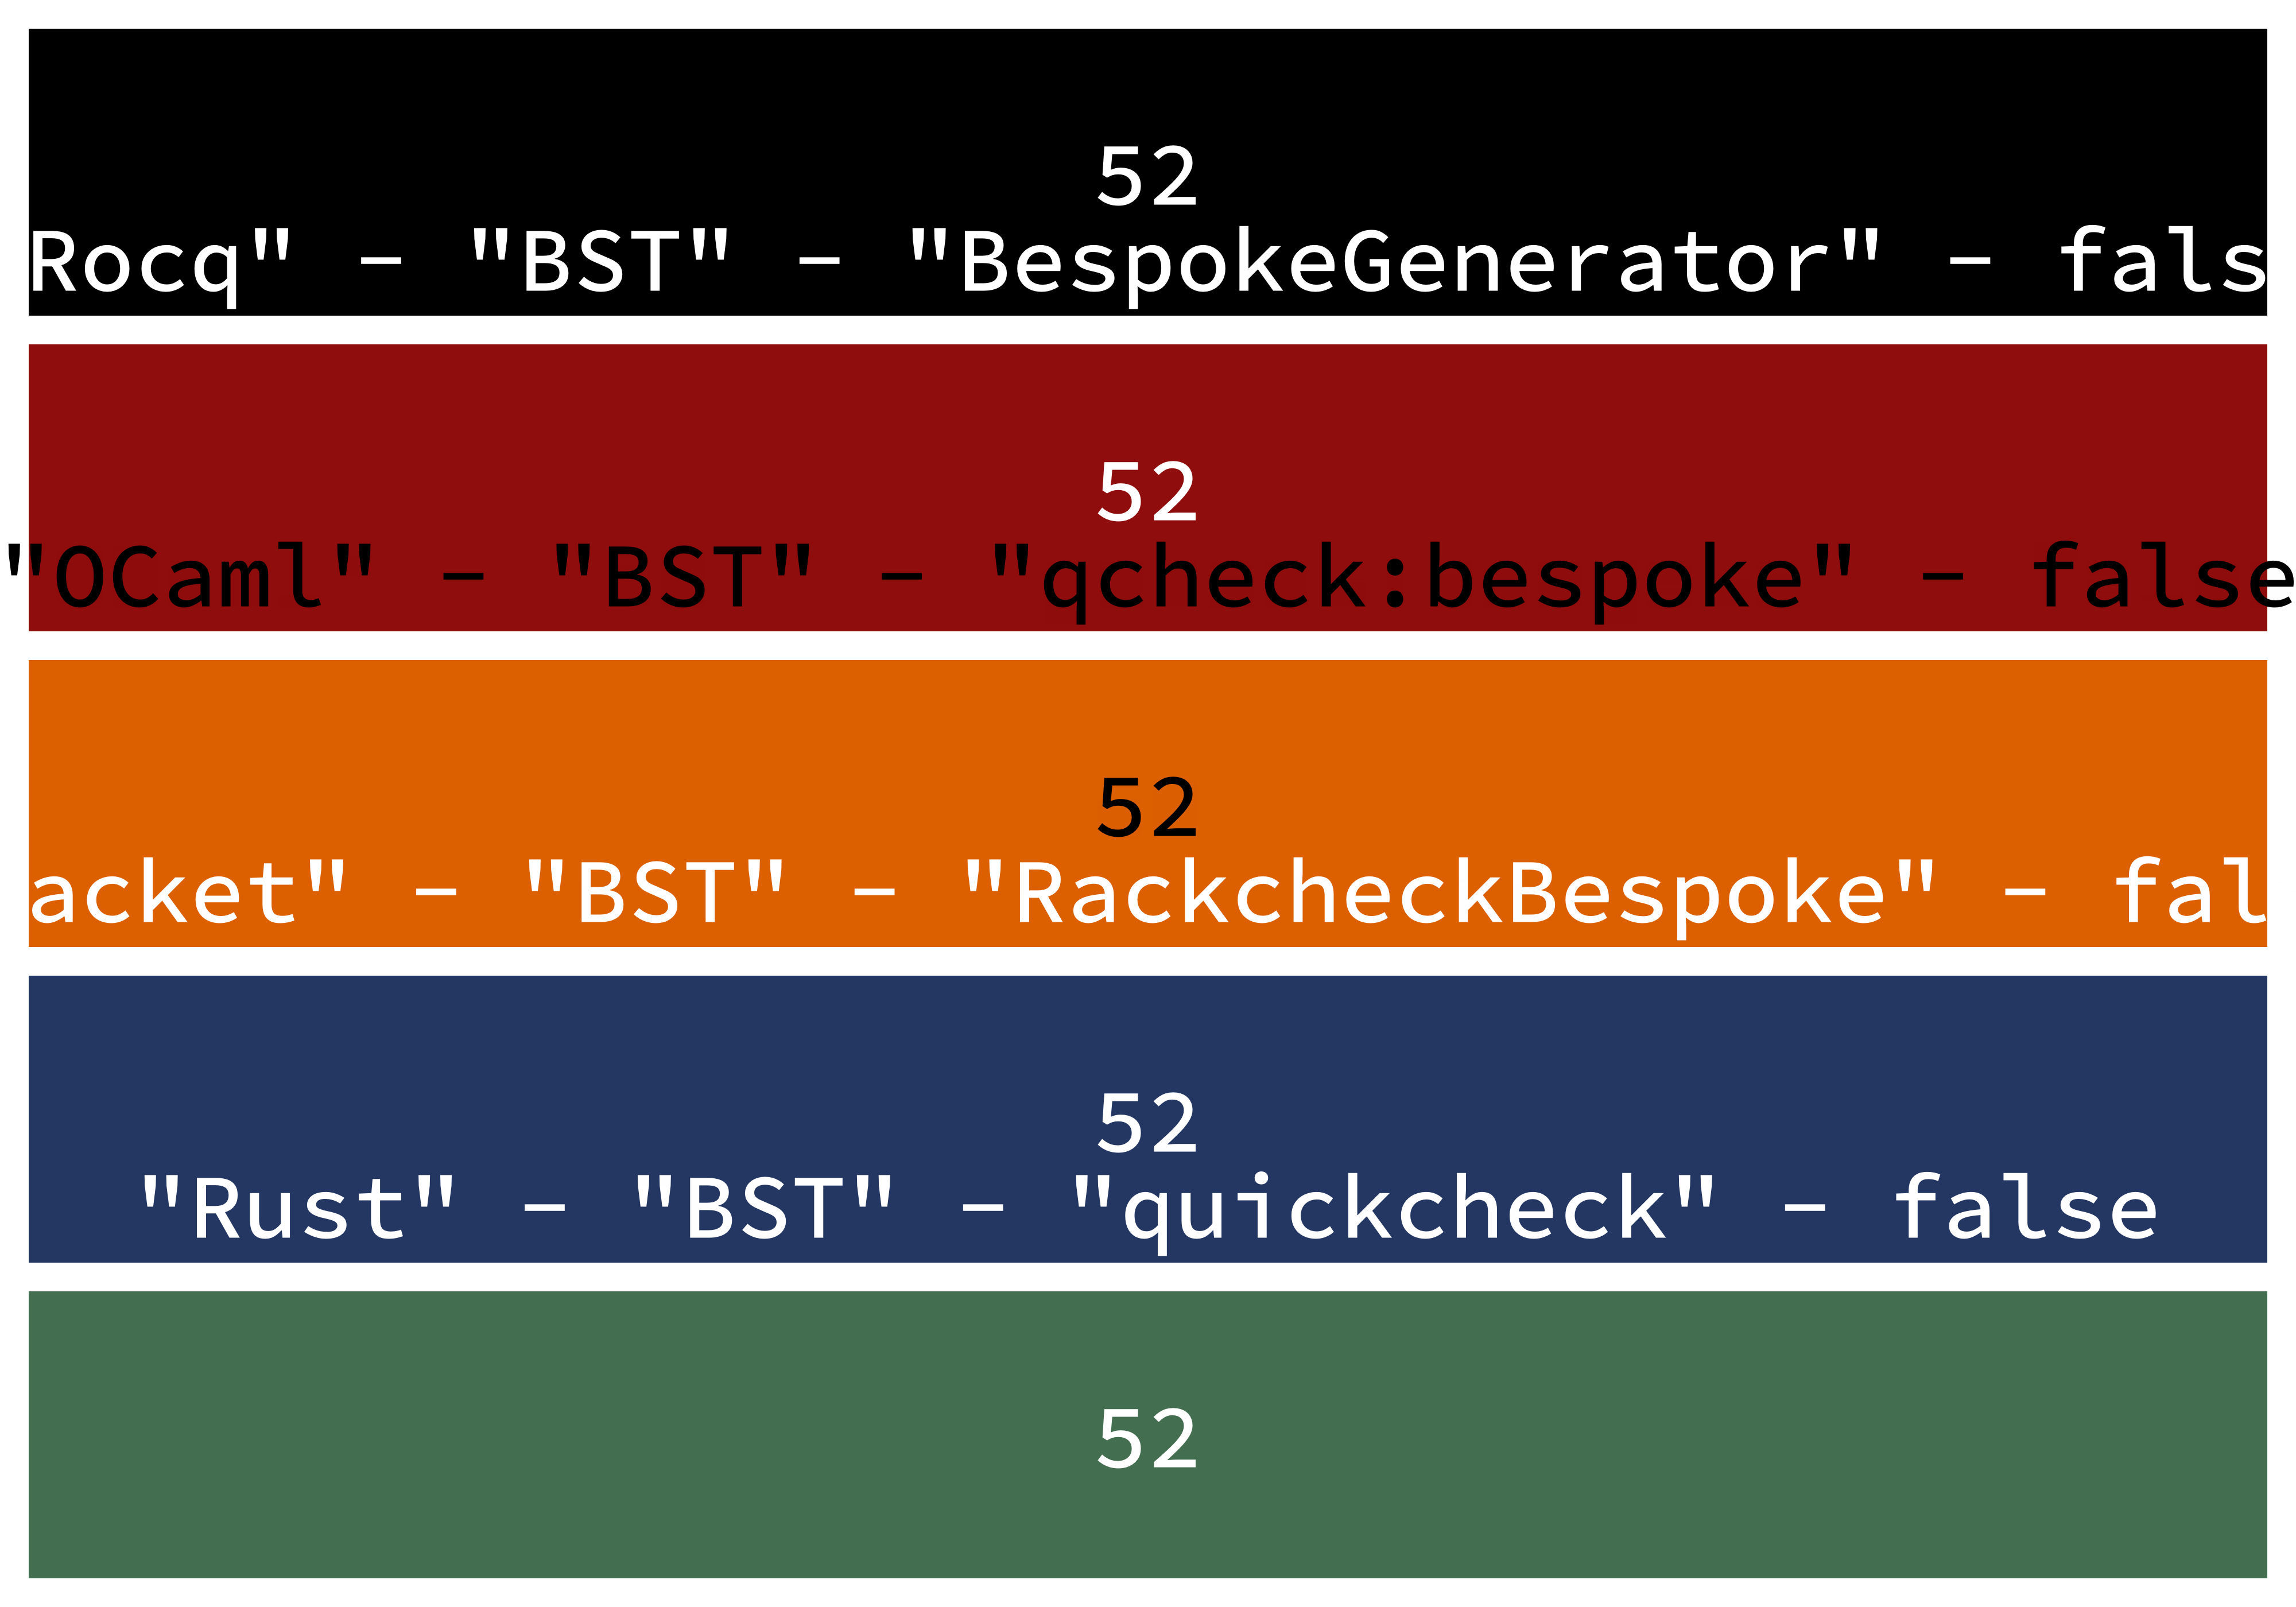 52
Rocq" - "BST" - "BespokeGenerator" - fals
52
"OCaml" - "BST" - "qcheck:bespoke" - false
52
acket" - "BST" - "RackcheckBespoke" - fal
52
"Rust" - "BST" - "quickcheck" - false
52